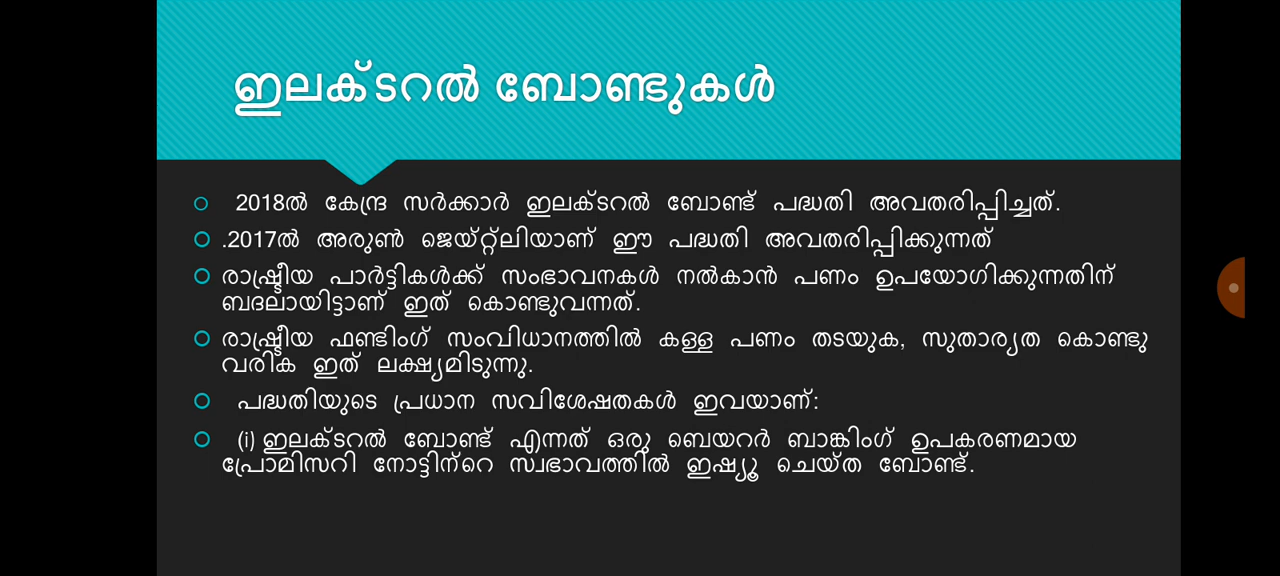 ഇലക്ടറൽ ബോണ്ടുകൾ
2018ൽ കേന്ദ്ര സർക്കാർ ഇലക്ടറൽ ബോണ്ട് പദ്ധതി അവതരിപ്പിച്ചത്.
.2017ൽ അരുൺ ജെയ്റ്റ്ലിയാണ് ഈ പദ്ധതി അവതരിപ്പിക്കുന്നത്
രാഷ്ട്രീയ പാർട്ടികൾക്ക് സംഭാവനകൾ നൽകാൻ പണം ഉപയോഗിക്കുന്നതിന്
ബദലായിട്ടാണ് ഇത് കൊണ്ടുവന്നത്.
രാഷ്ട്രീയ ഫണ്ടിംഗ് സംവിധാനത്തിൽ കള്ള പണം തടയുക, സുതാര്യത കൊണ്ടു
വരിക ഇത് ലക്ഷ്യമിടുന്നു.
പദ്ധതിയുടെ പ്രധാന സവിശേഷതകൾ ഇവയാണ്:
(i) ഇലക്ടറൽ ബോണ്ട് എന്നത് ഒരു ബെയറർ ബാങ്കിംഗ് ഉപകരണമായ
പ്രോമിസറി നോട്ടിന്റെ സ്വഭാവത്തിൽ ഇഷ്യൂ ചെയ്ത ബോണ്ട്.